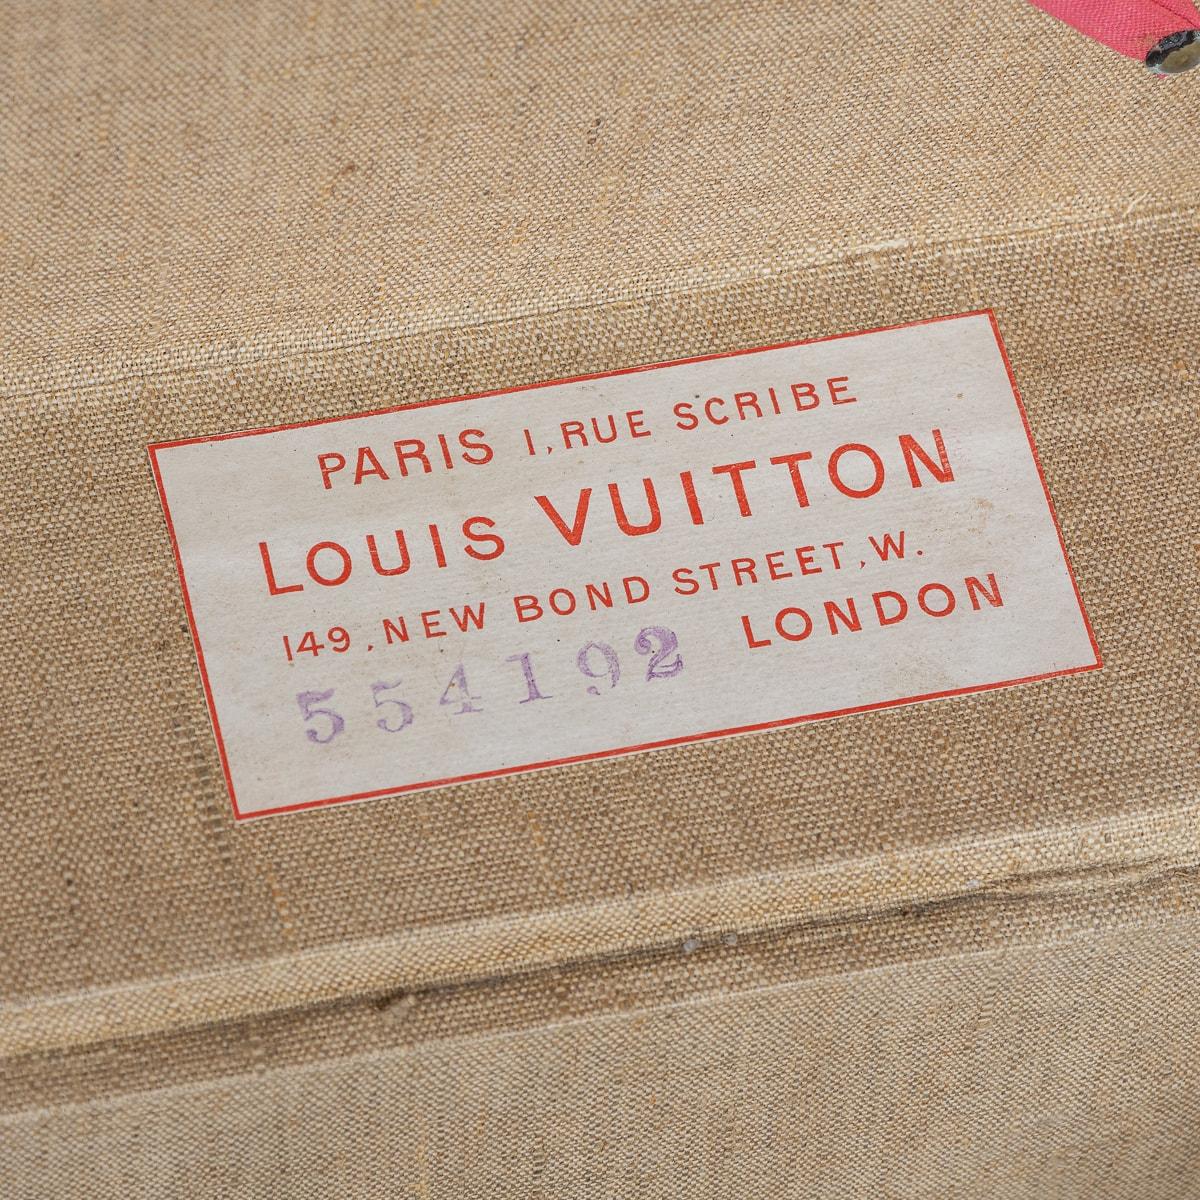 PARIS 1, RUE SCRIBE
LOUIS VUITTON
149, NEW BOND STREET, W.
LONDON
554192